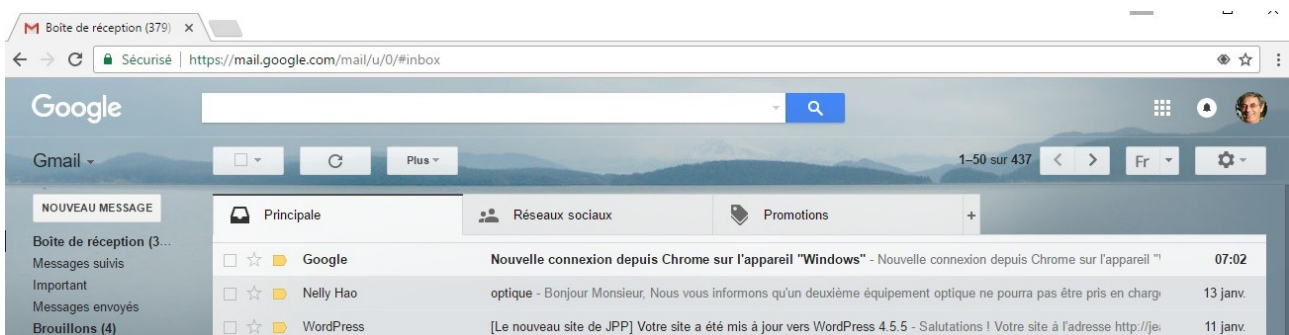 Boîte de réception (379)
Sécurisé https://mail.google.com/mail/u/0/#inbox
Google
Gmail Plus 1–50 sur 437 Fr
NOUVEAU MESSAGE Principale Réseaux sociaux Promotions +
Boîte de réception (3...
Google Nouvelle connexion depuis Chrome sur l'appareil "Windows" - Nouvelle connexion depuis Chrome sur l'appareil " 07:02
Messages suivis
Important
Nelly Hao optique - Bonjour Monsieur, Nous vous informons qu'un deuxième équipement optique ne pourra pas être pris en charg 13 janv.
Messages envoyés
Brouillons (4)
WordPress [Le nouveau site de JPP] Votre site a été mis à jour vers WordPress 4.5.5 - Salutations ! Votre site à l'adresse http://je 11 janv.